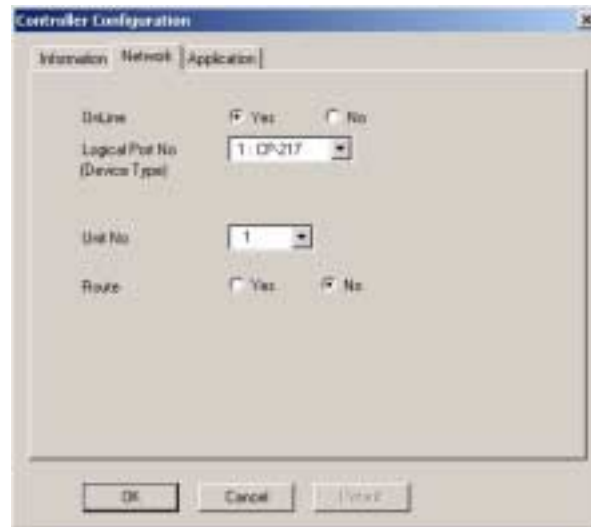 Controller Configuration
Information Network Application
OnLine Yes No
Logical Port No 1 : CP-217
(Device Type)
Unit No 1
Route Yes No
OK Cancel